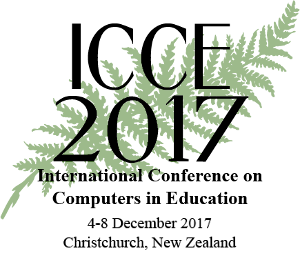 ICCE
2017
International Conference on
Computers in Education
4-8 December 2017
Christchurch, New Zealand